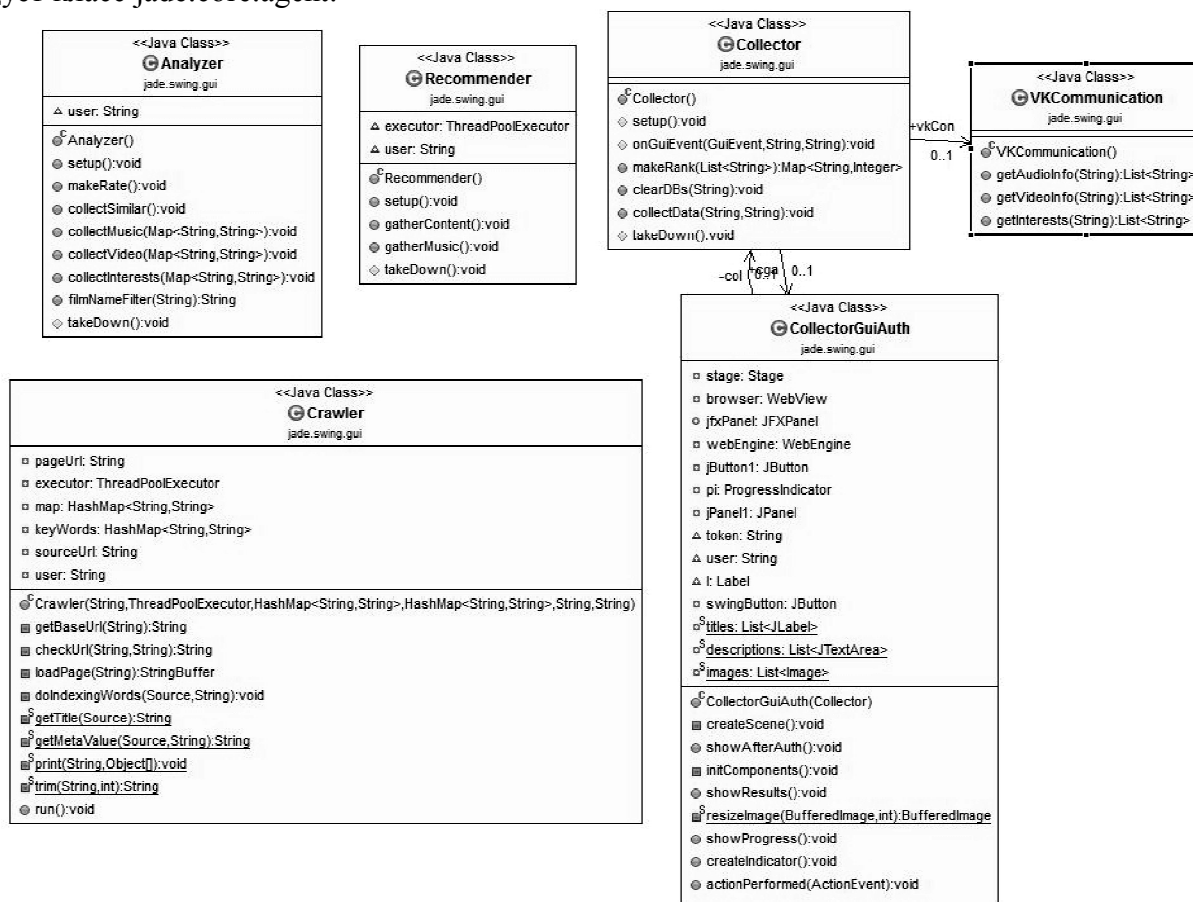 jade.core.agent.
<<Java Class>>
Analyzer
jade.swing.gui
user: String
Analyzer()
setup():void
makeRate():void
collectSimilar():void
collectMusic(Map<String,String>):void
collectVideo(Map<String,String>):void
collectInterests(Map<String,String>):void
filmNameFilter(String):String
takeDown():void
<<Java Class>>
Recommender
jade.swing.gui
executor: ThreadPoolExecutor
user: String
Recommender()
setup():void
gatherContent():void
gatherMusic():void
takeDown():void
<<Java Class>>
Collector
jade.swing.gui
Collector()
setup():void
onGuiEvent(GuiEvent,String,String):void
makeRank(List<String>):Map<String,Integer>
clearDBs(String):void
collectData(String,String):void
takeDown():void
+vkCon
0..1
<<Java Class>>
VKCommunication
jade.swing.gui
VKCommunication()
getAudioInfo(String):List<String>
getVideoInfo(String):List<String>
getInterests(String):List<String>
-col
0..1
<<Java Class>>
CollectorGuiAuth
jade.swing.gui
stage: Stage
browser: WebView
jfxPanel: JFXPanel
webEngine: WebEngine
jButton1: JButton
pi: ProgressIndicator
jPanel1: JPanel
token: String
user: String
l: Label
swingButton: JButton
titles: List<JLabel>
descriptions: List<JTextArea>
images: List<Image>
CollectorGuiAuth(Collector)
createScene():void
showAfterAuth():void
initComponents():void
showResults():void
resizeImage(BufferedImage,int):BufferedImage
showProgress():void
createIndicator():void
actionPerformed(ActionEvent):void
<<Java Class>>
Crawler
jade.swing.gui
pageUrl: String
executor: ThreadPoolExecutor
map: HashMap<String,String>
keyWords: HashMap<String,String>
sourceUrl: String
user: String
Crawler(String,ThreadPoolExecutor,HashMap<String,String>,HashMap<String,String>,String,String)
getBaseUrl(String):String
checkUrl(String,String):String
loadPage(String):StringBuffer
doIndexingWords(Source,String):void
getTitle(Source):String
getMetaValue(Source,String):String
print(String,Object[]):void
trim(String,int):String
run():void